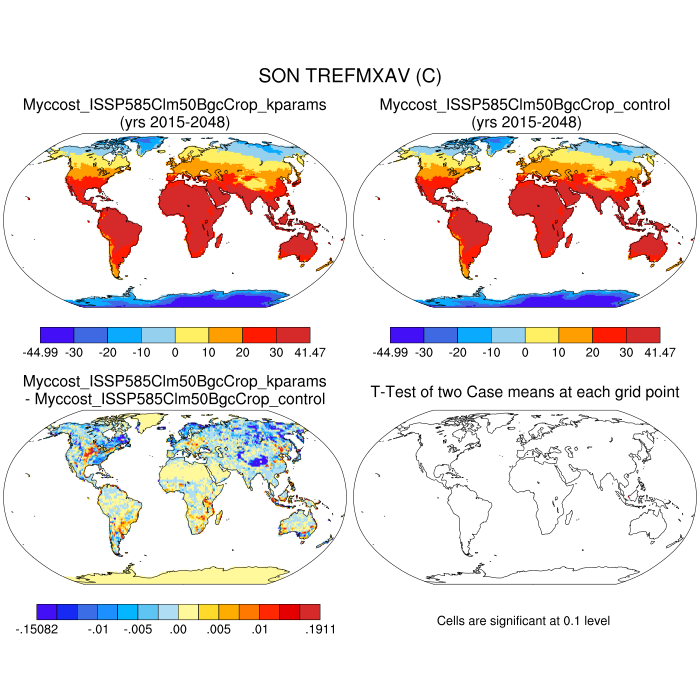 SON TREFMXAV (C)
Myccost_ISSP585Clm50BgcCrop_kparams
(yrs 2015-2048)
Myccost_ISSP585Clm50BgcCrop_control
(yrs 2015-2048)
-44.99 -30 -20 -10 0 10 20 30 41.47
-44.99 -30 -20 -10 0 10 20 30 41.47
Myccost_ISSP585Clm50BgcCrop_kparams
- Myccost_ISSP585Clm50BgcCrop_control
T-Test of two Case means at each grid point
-.15082 -.01 -.005 .00 .005 .01 .1911
Cells are significant at 0.1 level